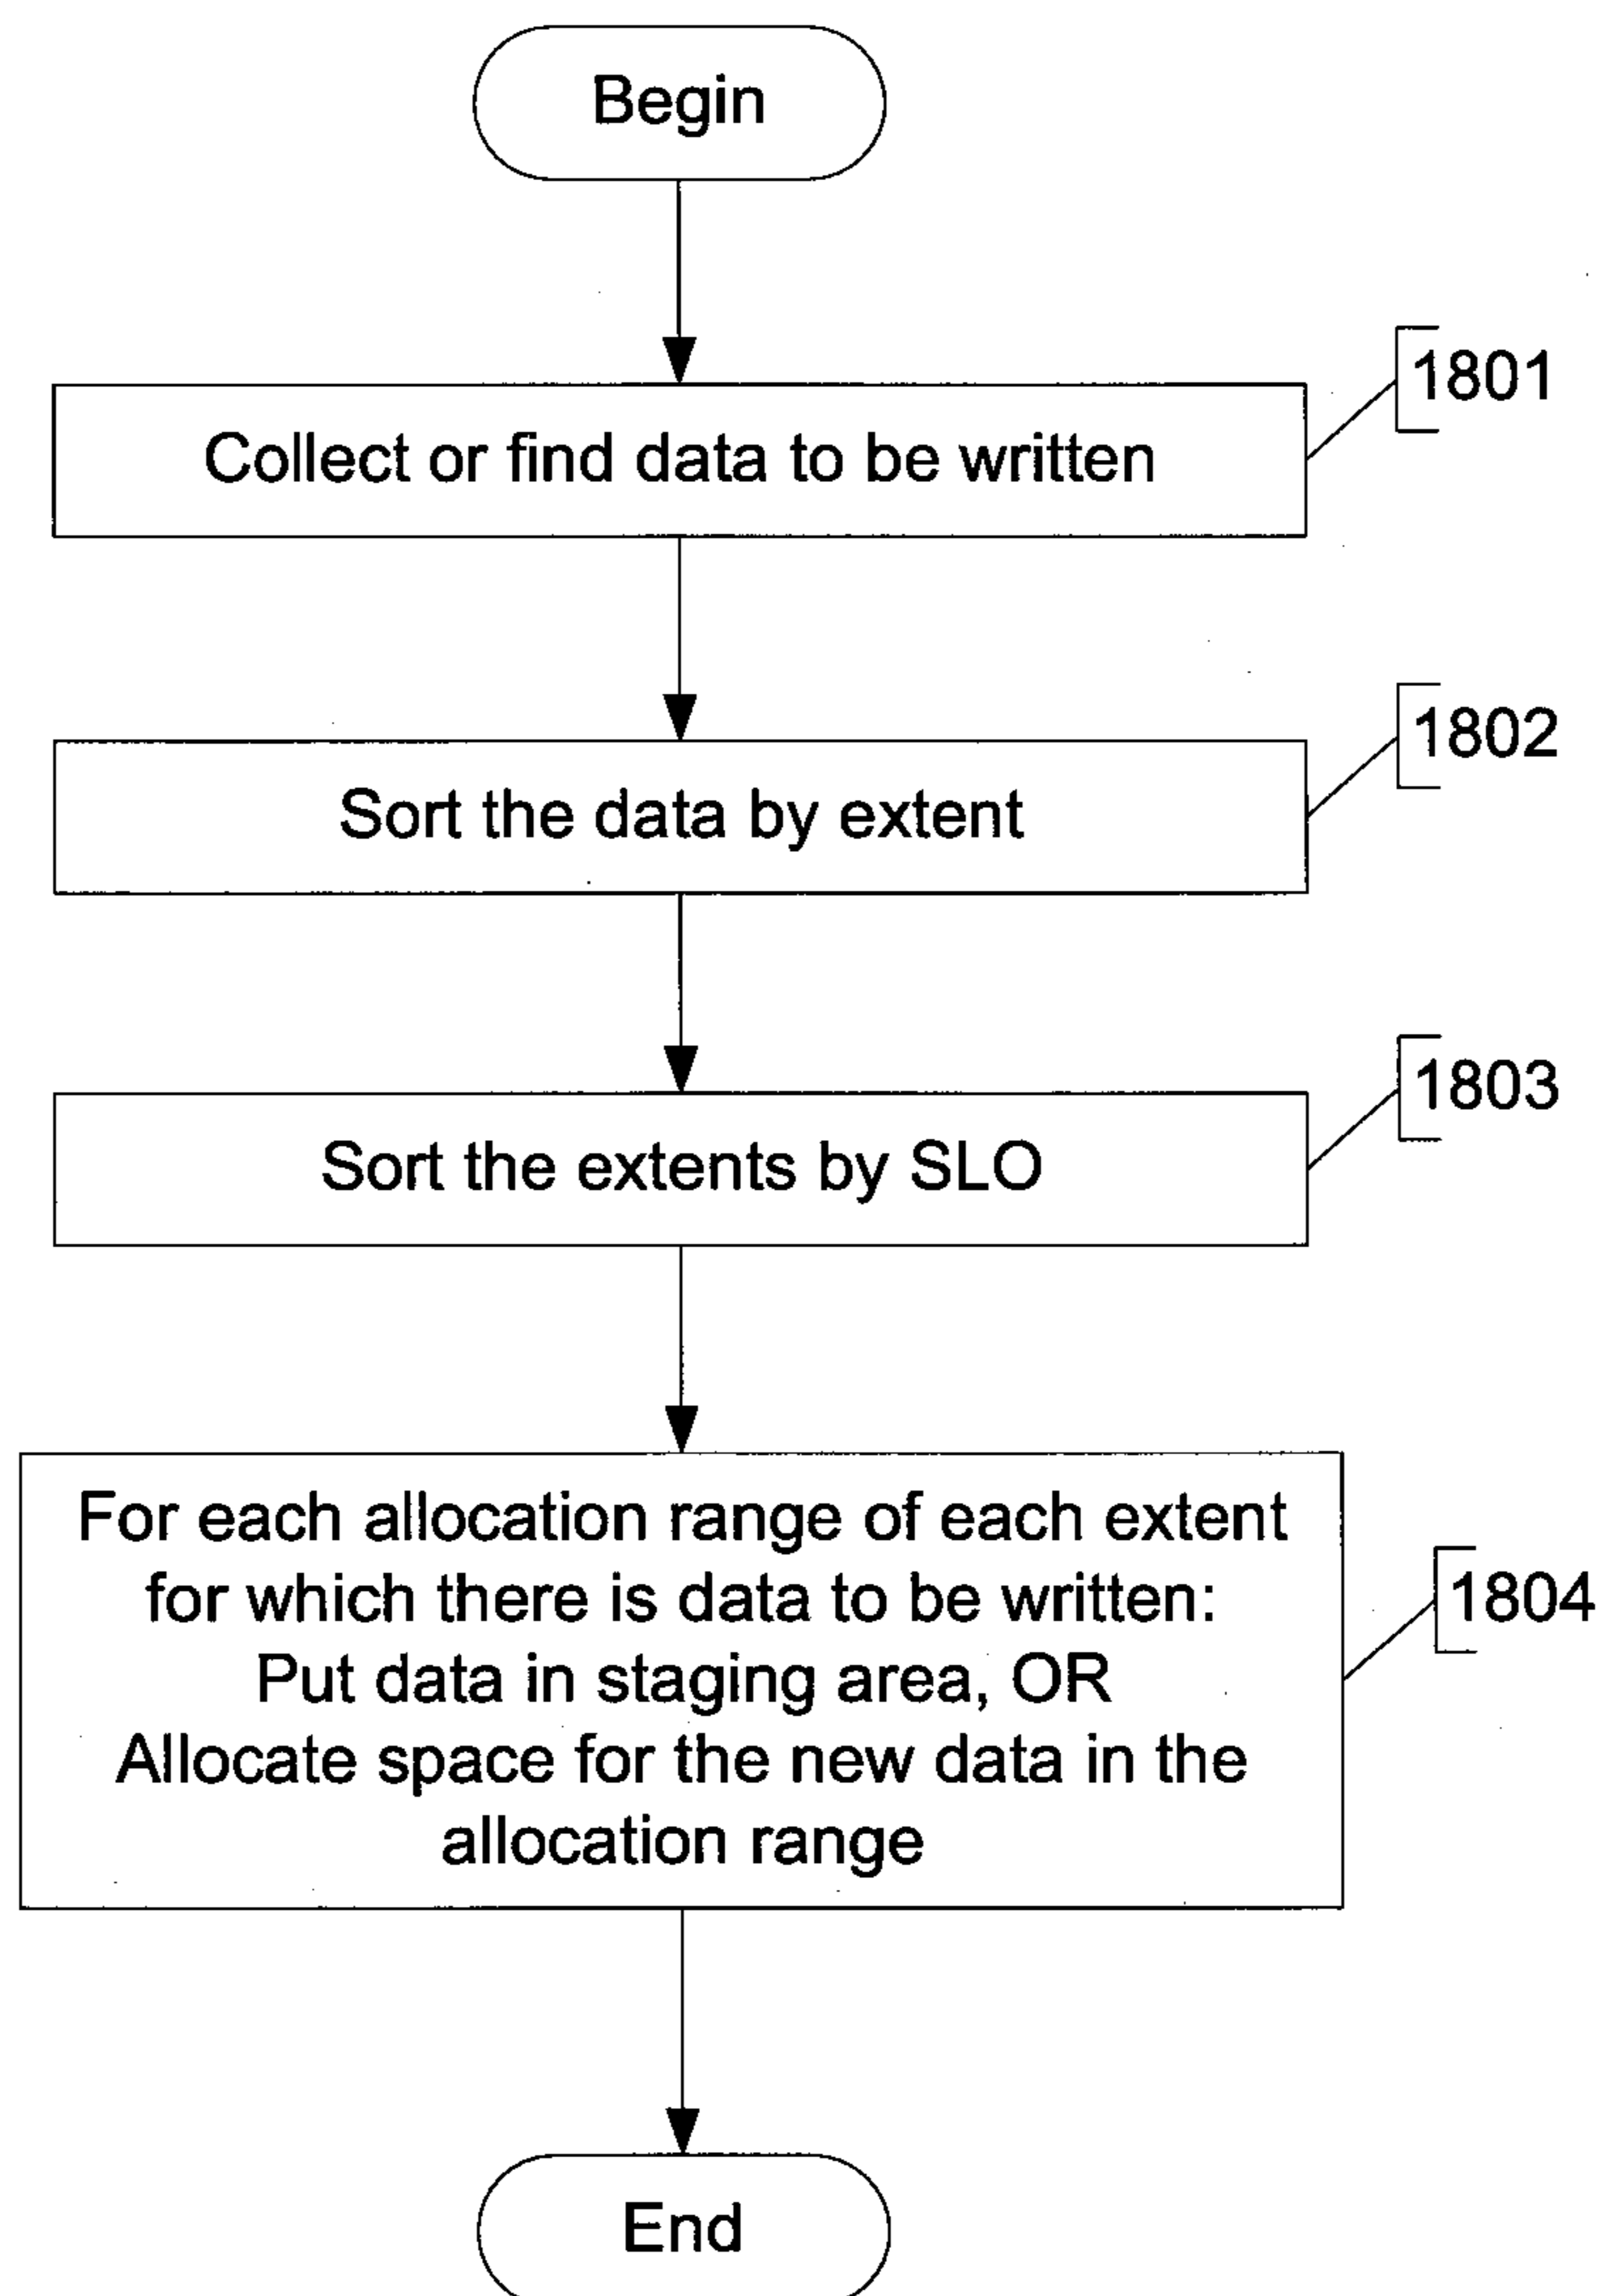 Begin
1801
Collect or find data to be written
1802
Sort the data by extent
1803
Sort the extents by SLO
For each allocation range of each extent
for which there is data to be written:
1804
Put data in staging area, OR
Allocate space for the new data in the
allocation range
End